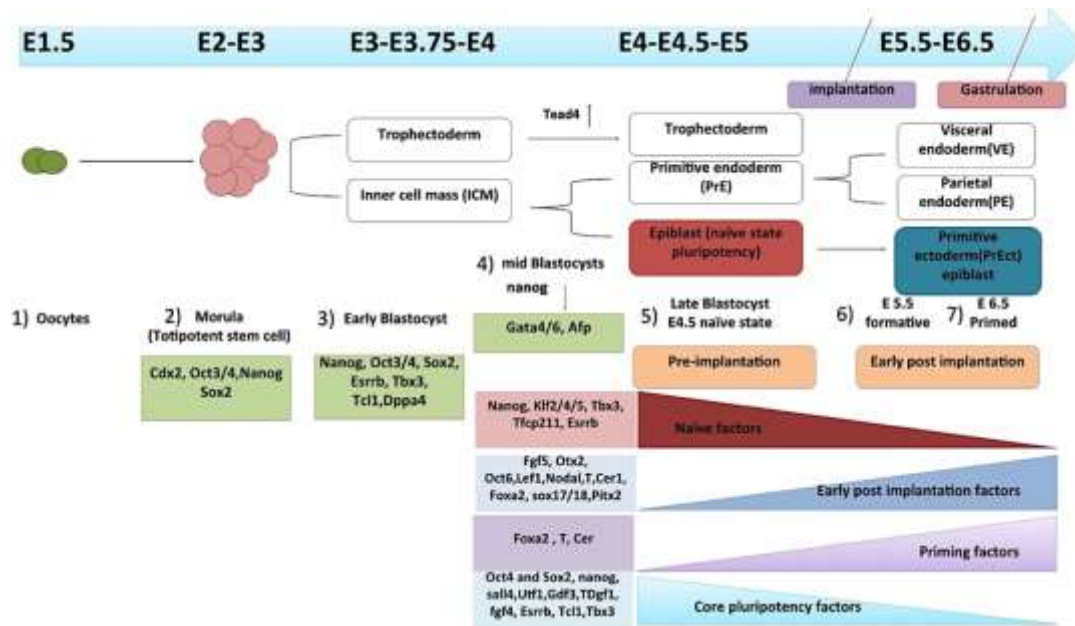 E1.5
E2-E3
E3-E3.75-E4
E4-E4.5-E5
E5.5-E6.5
implantation
Gastrulation
Tead4
Trophectoderm
Inner cell mass (ICM)
Trophectoderm
Primitive endoderm
(PrE)
Epiblast (naïve state
pluripotency)
Visceral
endoderm(VE)
Parietal
endoderm(PE)
Primitive
ectoderm(PrEct)
epiblast
1) Oocytes
2) Morula
(Totipotent stem cell)
Cdx2, Oct3/4,Nanog
Sox2
3) Early Blastocyst
Nanog, Oct3/4, Sox2,
Esrrb, Tbx3,
Tcl1,Dppa4
4) mid Blastocysts
nanog
Gata4/6, Afp
5) Late Blastocyst
E4.5 naïve state
Pre-implantation
6) E 5.5
formative
7) E 6.5
Primed
Early post implantation
Nanog, Klf2/4/5, Tbx3,
Tfcp211, Esrrb
Naïve factors
Fgf5, Otx2,
Oct6,Lef1,Nodal,T,Cer1,
Foxa2, sox17/18,Pitx2
Early post implantation factors
Foxa2 , T, Cer
Priming factors
Oct4 and Sox2, nanog,
sall4,Utf1,Gdf3,TDgf1,
fgf4, Esrrb, Tcl1,Tbx3
Core pluripotency factors